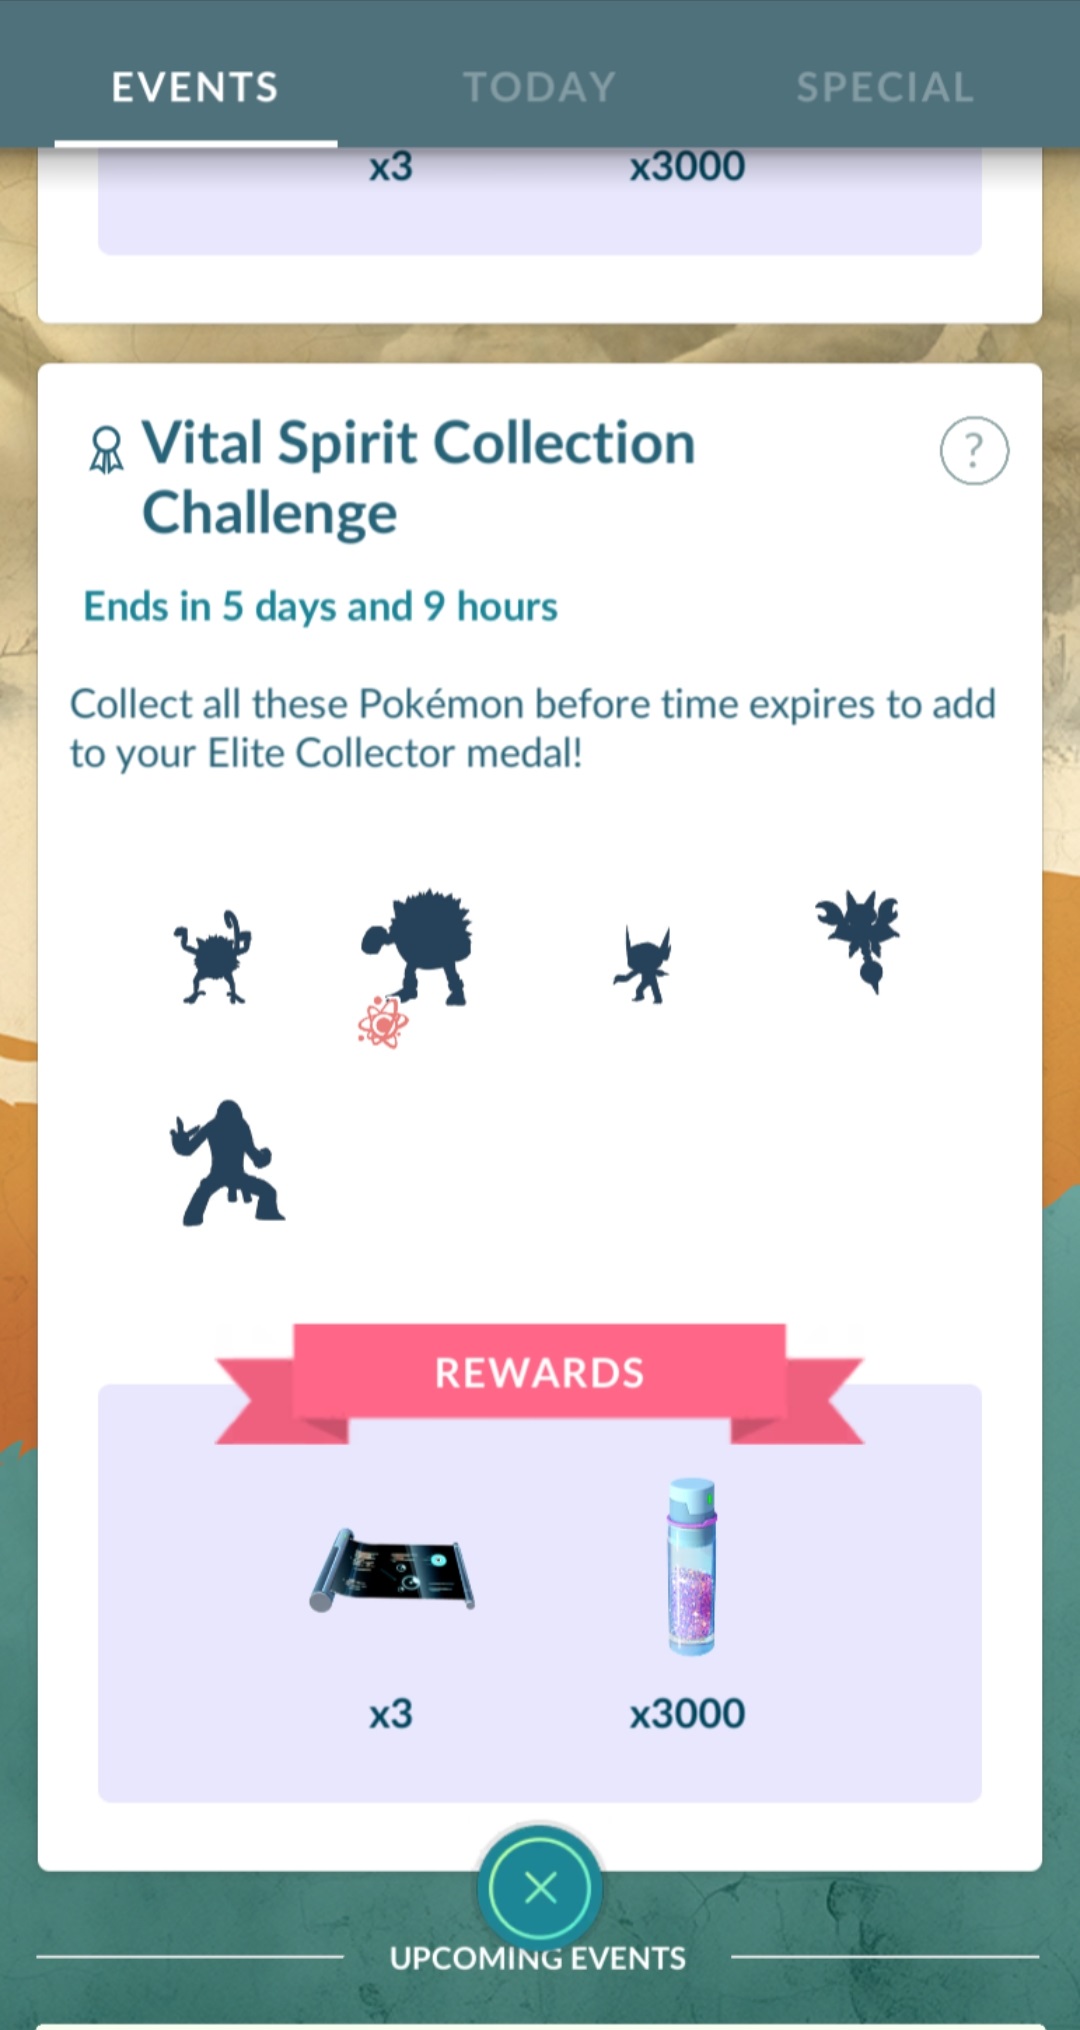 EVENTS TODAY SPECIAL
x3 x3000
Vital Spirit Collection
Challenge
?
Ends in 5 days and 9 hours
Collect all these Pokémon before time expires to add
to your Elite Collector medal!
REWARDS
x3 x3000
UPCOMING EVENTS